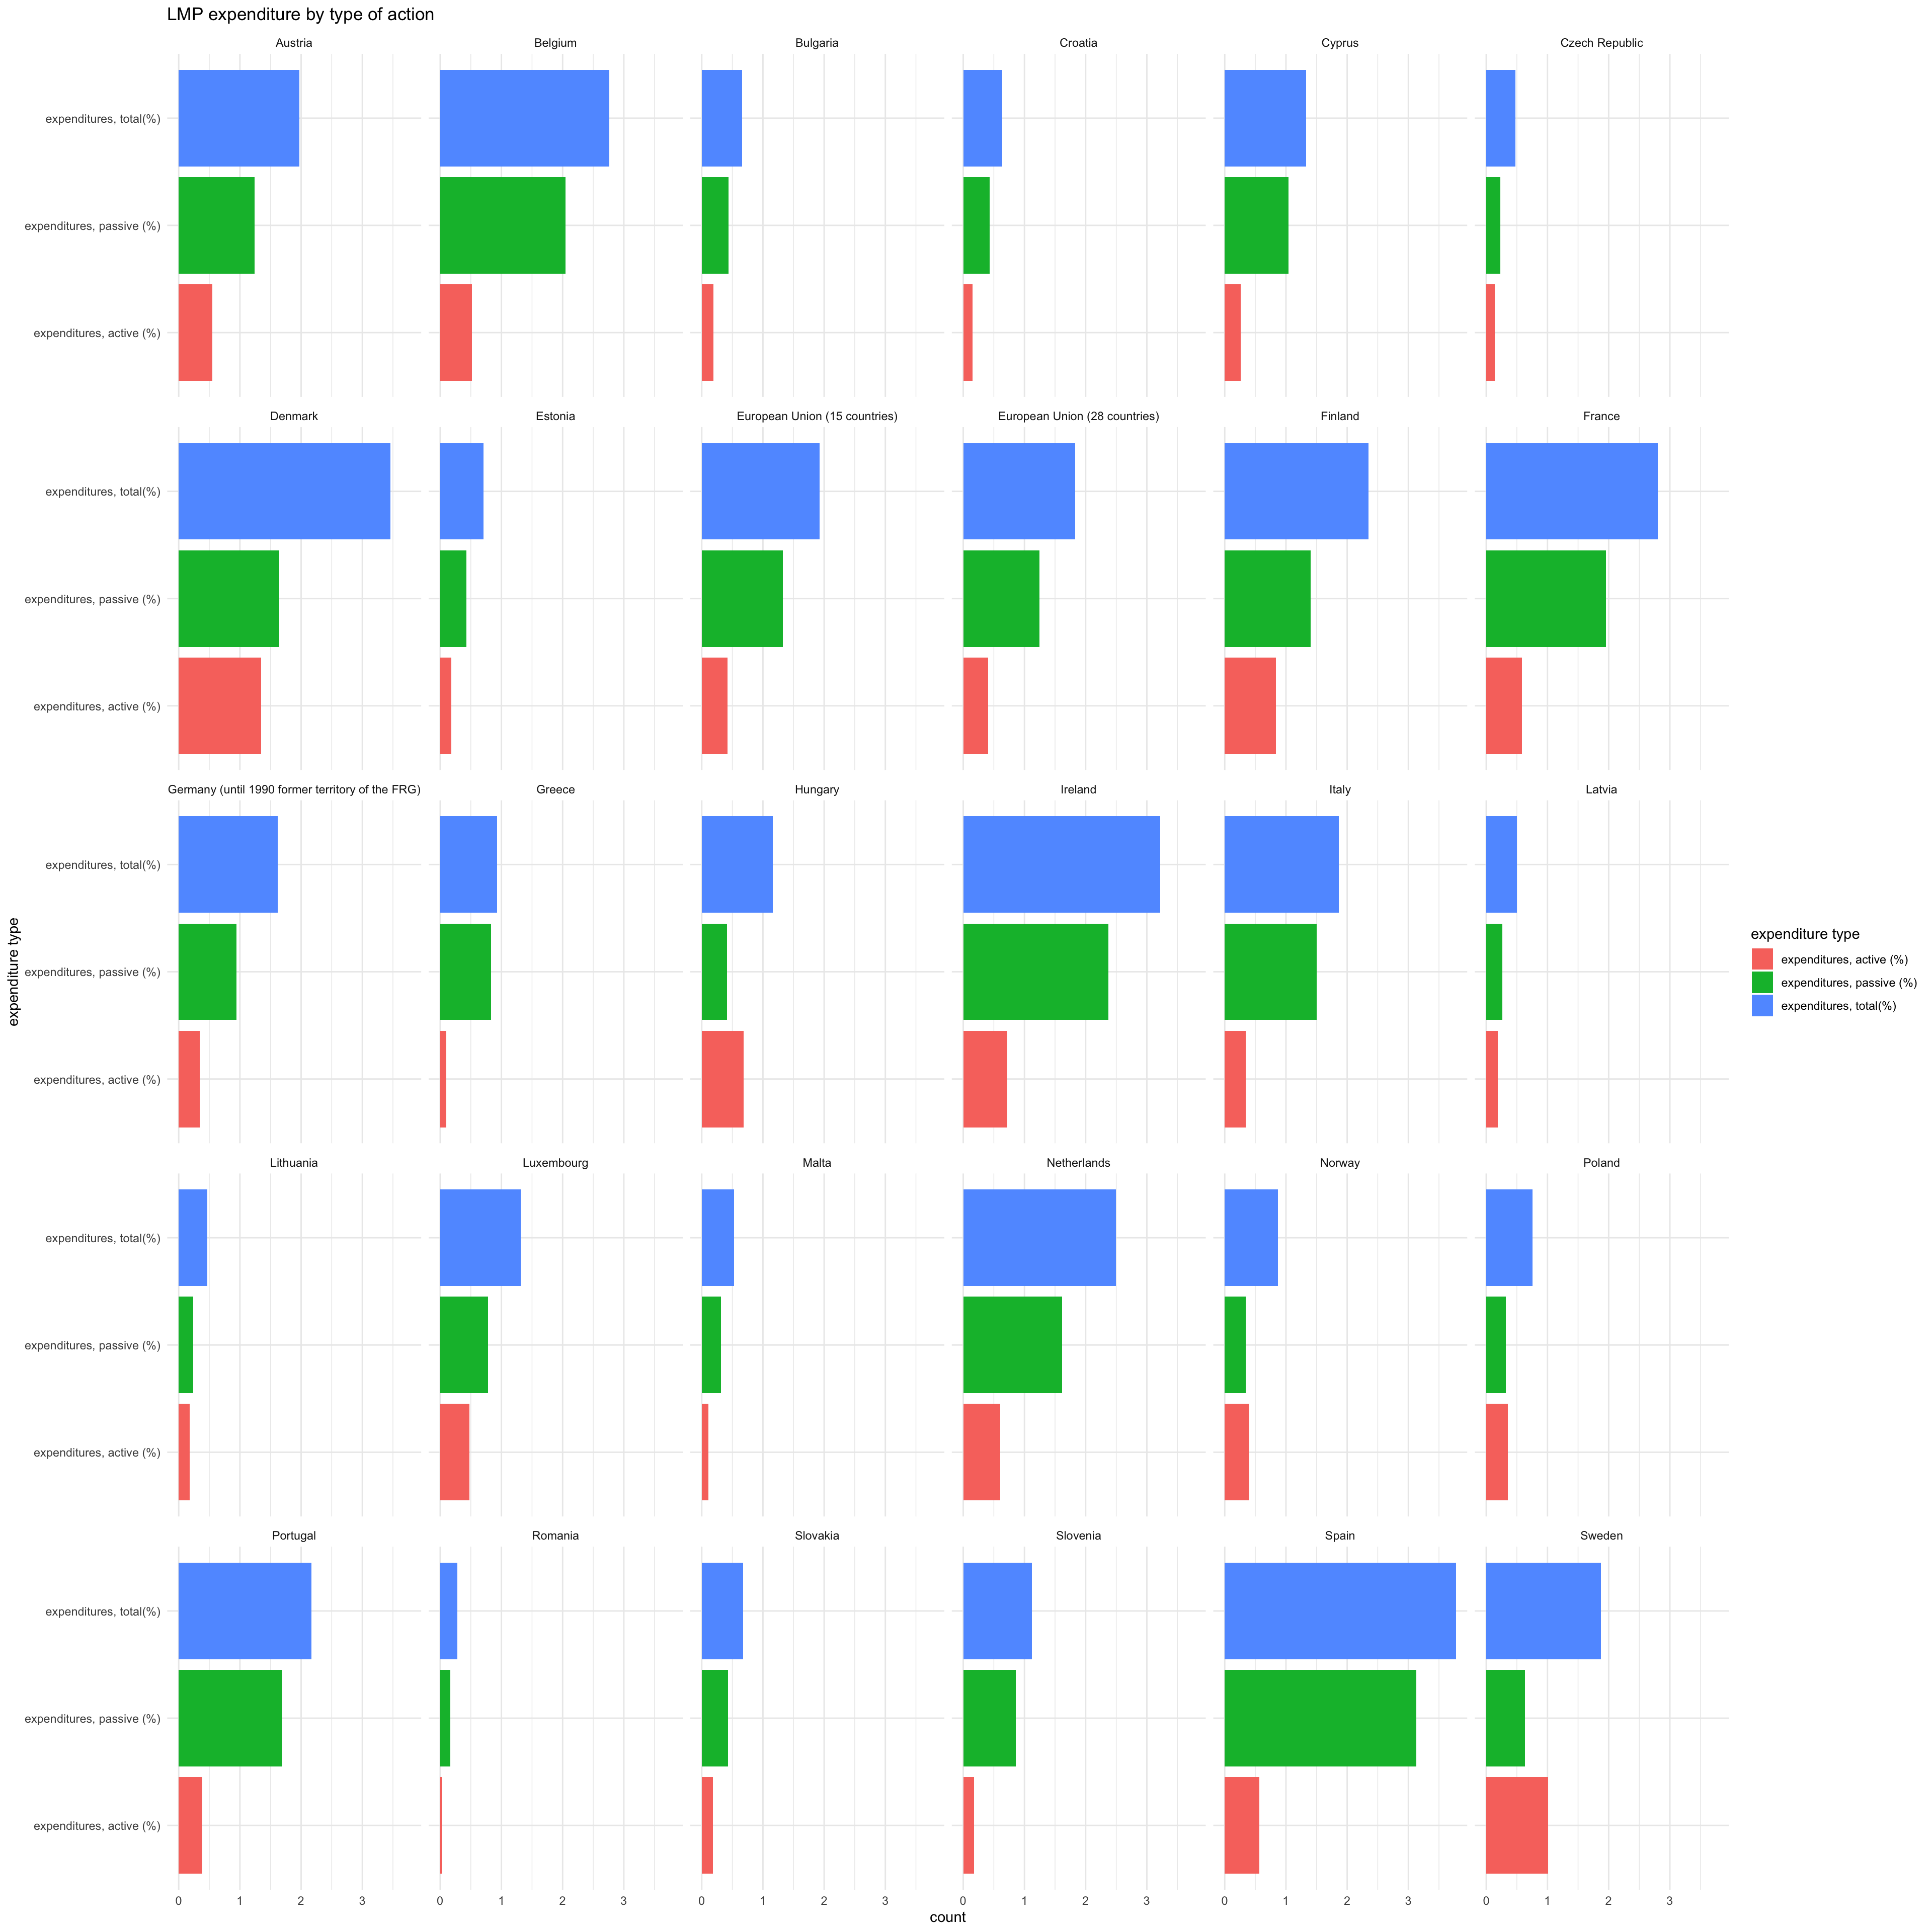 LMP expenditure by type of action
Austria Belgium Bulgaria Croatia Cyprus Czech Republic
expenditures, total(%)
expenditures, passive (%)
expenditures, active (%)
Denmark Estonia European Union (15 countries) European Union (28 countries) Finland France
expenditures, total(%)
expenditures, passive (%)
expenditures, active (%)
Germany (until 1990 former territory of the FRG) Greece Hungary Ireland Italy Latvia
expenditures, total(%)
expenditures, passive (%)
expenditures, active (%)
Lithuania Luxembourg Malta Netherlands Norway Poland
expenditures, total(%)
expenditures, passive (%)
expenditures, active (%)
Portugal Romania Slovakia Slovenia Spain Sweden
expenditures, total(%)
expenditures, passive (%)
expenditures, active (%)
0 1 2 3 0 1 2 3 0 1 2 3 0 1 2 3 0 1 2 3 0 1 2 3
count
expenditure type
expenditure type
expenditures, active (%)
expenditures, passive (%)
expenditures, total(%)